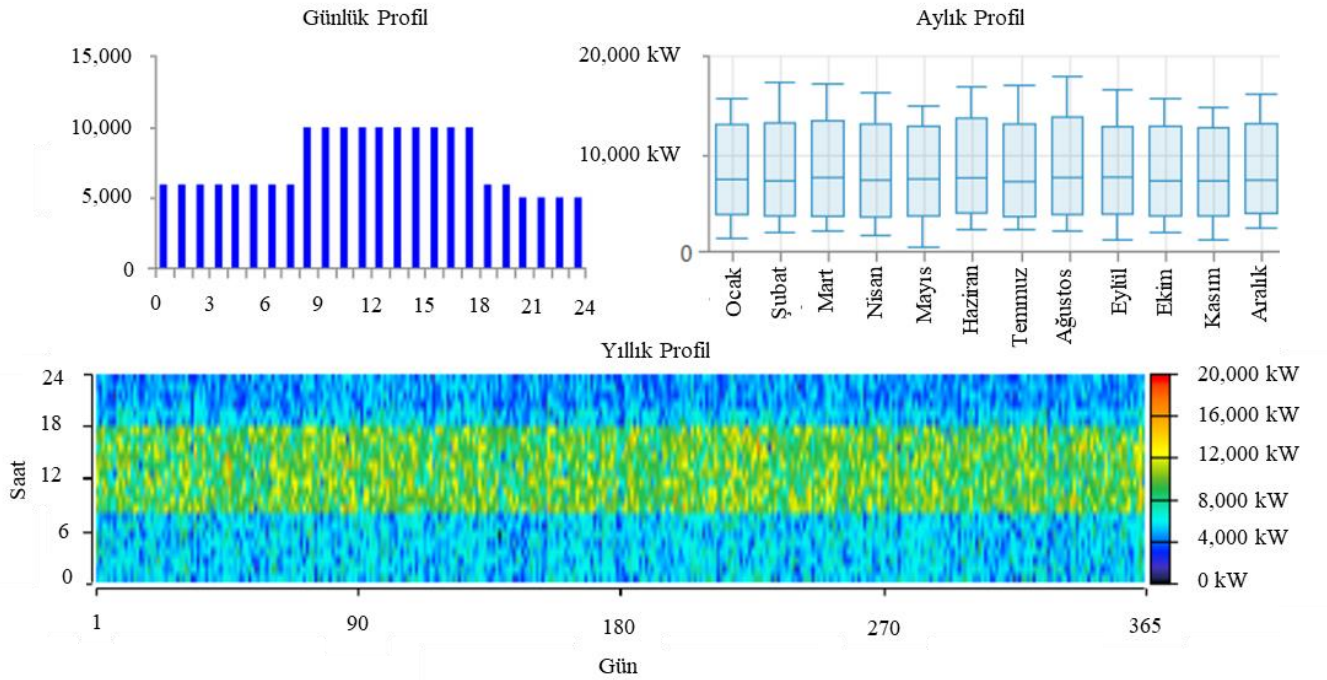 Günlük Profil
15,000
10,000
5,000
0
0 3 6 9 12 15 18 21 24
Aylık Profil
20,000 kW
10,000 kW
0
Ocak
Şubat
Mart
Nisan
Mayıs
Haziran
Temmuz
Ağustos
Eylül
Ekim
Kasım
Aralık
Yıllık Profil
24
18
12
6
0
Saat
1 90 180 270 365
Gün
20,000 kW
16,000 kW
12,000 kW
8,000 kW
4,000 kW
0 kW